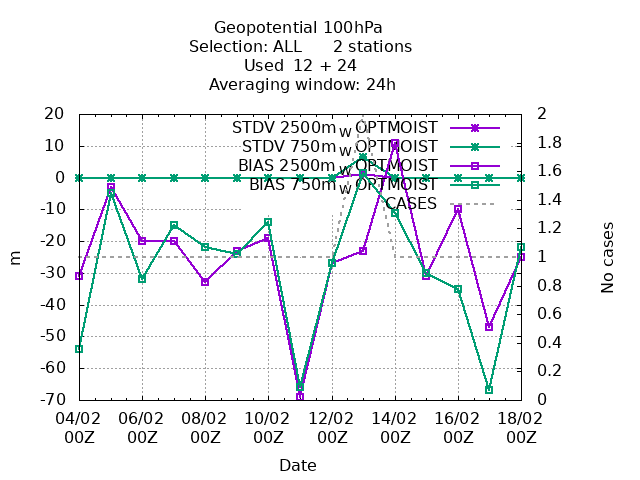 Geopotential 100hPa
Selection: ALL 2 stations
Used 12 + 24
Averaging window: 24h
STDV 2500m_W OPTMOIST
STDV 750m_W OPTMOIST
BIAS 2500m_W OPTMOIST
BIAS 750m_W OPTMOIST
CASES
20
10
0
-10
-20
-30
-40
-50
-60
-70
m
2
1.8
1.6
1.4
1.2
1
0.8
0.6
0.4
0.2
0
No cases
04/02 06/02 08/02 10/02 12/02 14/02 16/02 18/02
00Z 00Z 00Z 00Z 00Z 00Z 00Z 00Z
Date